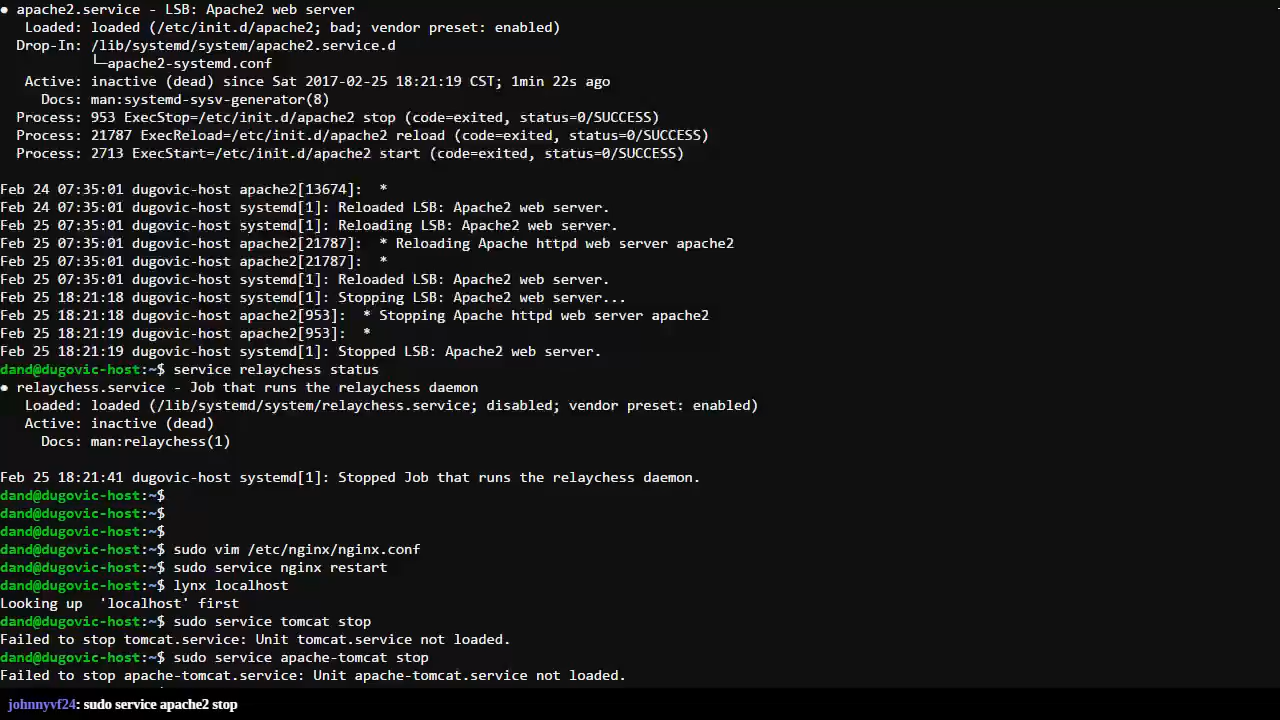 ● apache2.service - LSB: Apache2 web server
Loaded: loaded (/etc/init.d/apache2; bad; vendor preset: enabled)
Drop-In: /lib/systemd/system/apache2.service.d
└─apache2-systemd.conf
Active: inactive (dead) since Sat 2017-02-25 18:21:19 CST; 1min 22s ago
Docs: man:systemd-sysv-generator(8)
Process: 953 ExecStop=/etc/init.d/apache2 stop (code=exited, status=0/SUCCESS)
Process: 21787 ExecReload=/etc/init.d/apache2 reload (code=exited, status=0/SUCCESS)
Process: 2713 ExecStart=/etc/init.d/apache2 start (code=exited, status=0/SUCCESS)
Feb 24 07:35:01 dugovic-host apache2[13674]:  *
Feb 24 07:35:01 dugovic-host systemd[1]: Reloaded LSB: Apache2 web server.
Feb 25 07:35:01 dugovic-host systemd[1]: Reloading LSB: Apache2 web server.
Feb 25 07:35:01 dugovic-host apache2[21787]:  * Reloading Apache httpd web server apache2
Feb 25 07:35:01 dugovic-host apache2[21787]:  *
Feb 25 07:35:01 dugovic-host systemd[1]: Reloaded LSB: Apache2 web server.
Feb 25 18:21:18 dugovic-host systemd[1]: Stopping LSB: Apache2 web server...
Feb 25 18:21:18 dugovic-host apache2[953]:  * Stopping Apache httpd web server apache2
Feb 25 18:21:19 dugovic-host apache2[953]:  *
Feb 25 18:21:19 dugovic-host systemd[1]: Stopped LSB: Apache2 web server.
dand@dugovic-host:~$ service relaychess status
● relaychess.service - Job that runs the relaychess daemon
Loaded: loaded (/lib/systemd/system/relaychess.service; disabled; vendor preset: enabled)
Active: inactive (dead)
Docs: man:relaychess(1)
Feb 25 18:21:41 dugovic-host systemd[1]: Stopped Job that runs the relaychess daemon.
dand@dugovic-host:~$
dand@dugovic-host:~$
dand@dugovic-host:~$
dand@dugovic-host:~$ sudo vim /etc/nginx/nginx.conf
dand@dugovic-host:~$ sudo service nginx restart
dand@dugovic-host:~$ lynx localhost
Looking up  'localhost' first
dand@dugovic-host:~$ sudo service tomcat stop
Failed to stop tomcat.service: Unit tomcat.service not loaded.
dand@dugovic-host:~$ sudo service apache-tomcat stop
Failed to stop apache-tomcat.service: Unit apache-tomcat.service not loaded.
johnnyvf24: sudo service apache2 stop